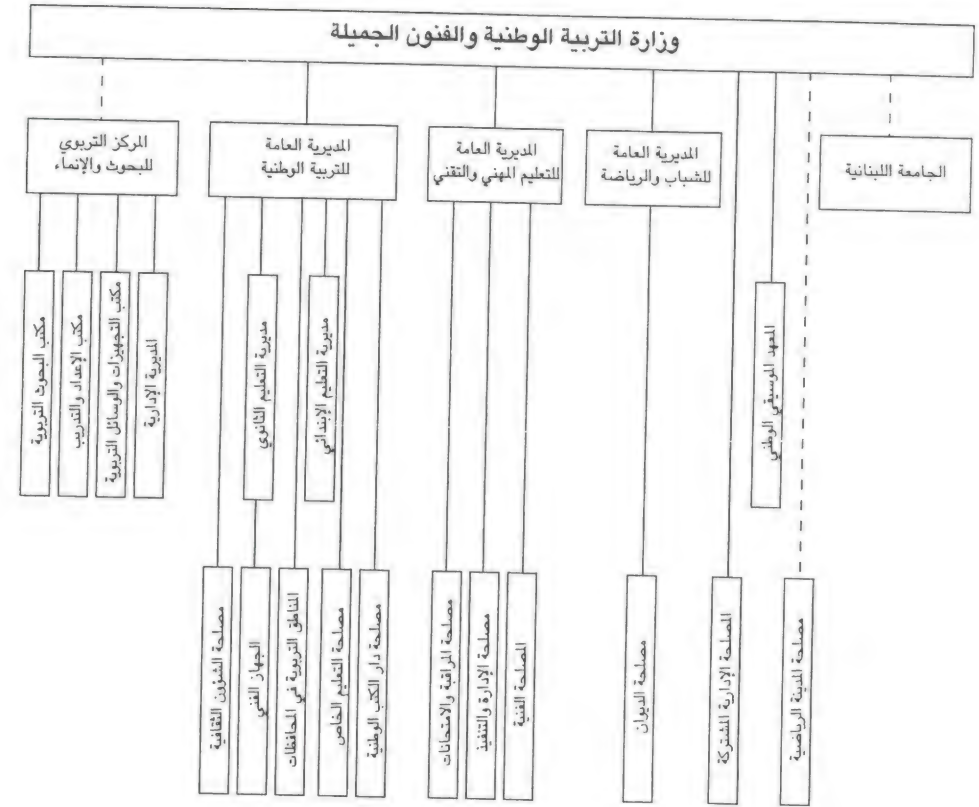 وزارة التربية الوطنية والفنون الجميلة
الجامعة اللبنانية
المديرية العامة
للشباب والرياضة
المديرية العامة
للتعليم المهني والتقني
المديرية العامة
للتربية الوطنية
المركز التربوي
للبحوث والإنماء
المعهد الموسيقي الوطني
مديرية التعليم الإبتدائي
مديرية التعليم الثانوي
المديرية الإدارية
مكتب التجهيزات والوسائل التربوية
مكتب الإعداد والتدريب
مكتب البحوث التربوية
مصلحة المدينة الرياضية
المصلحة الإدارية المشتركة
مصلحة الديوان
المصلحة الفنية
مصلحة الإدارة والتنفيذ
مصلحة المراقبة والامتحانات
مصلحة دار الكتب الوطنية
مصلحة التعليم الخاص
المناطق التربوية في المحافظات
الجهاز الفني
مصلحة الشؤون الثقافية